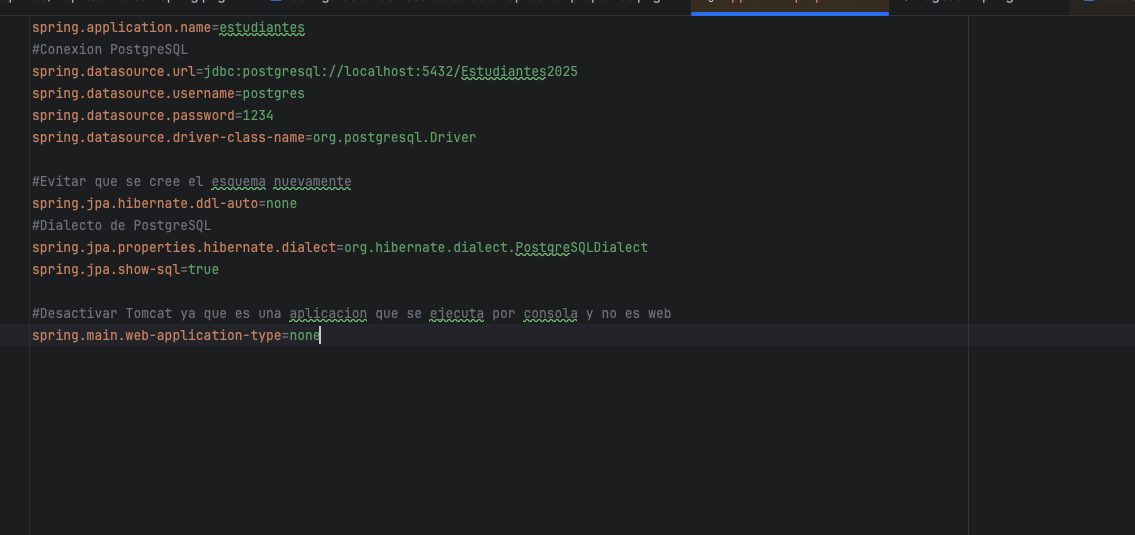 spring.application.name=estudiantes
#Conexion PostgreSQL
spring.datasource.url=jdbc:postgresql://localhost:5432/Estudiantes2025
spring.datasource.username=postgres
spring.datasource.password=1234
spring.datasource.driver-class-name=org.postgresql.Driver
#Evitar que se cree el esquema nuevamente
spring.jpa.hibernate.ddl-auto=none
#Dialecto de PostgreSQL
spring.jpa.properties.hibernate.dialect=org.hibernate.dialect.PostgreSQLDialect
spring.jpa.show-sql=true
#Desactivar Tomcat ya que es una aplicacion que se ejecuta por consola y no es web
spring.main.web-application-type=none